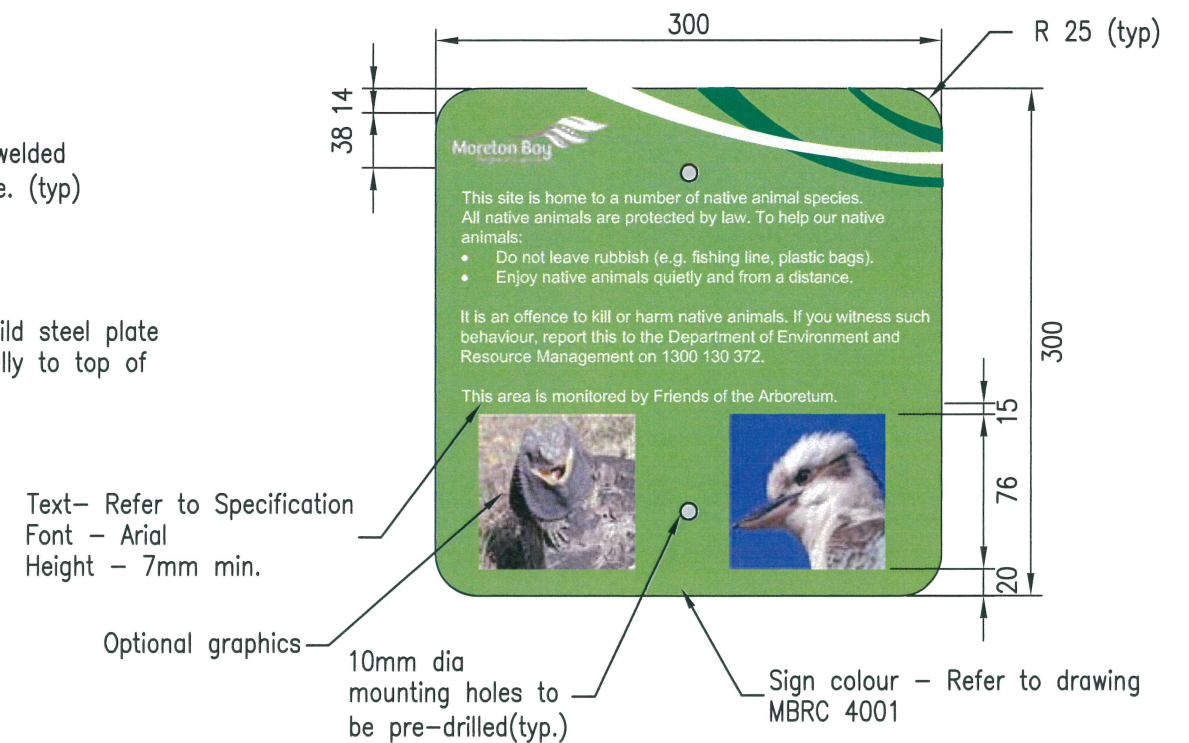 300
R 25 (typ)
14
38
welded
e. (typ)
ild steel plate
lly to top of
Moreton Bay
This site is home to a number of native animal species.
All native animals are protected by law. To help our native
animals:
• Do not leave rubbish (e.g. fishing line, plastic bags).
• Enjoy native animals quietly and from a distance.
It is an offence to kill or harm native animals. If you witness such
behaviour, report this to the Department of Environment and
Resource Management on 1300 130 372.
This area is monitored by Friends of the Arboretum.
300
15
76
20
Text- Refer to Specification
Font - Arial
Height - 7mm min.
Optional graphics
10mm dia
mounting holes to
be pre-drilled(typ.)
Sign colour - Refer to drawing
MBRC 4001